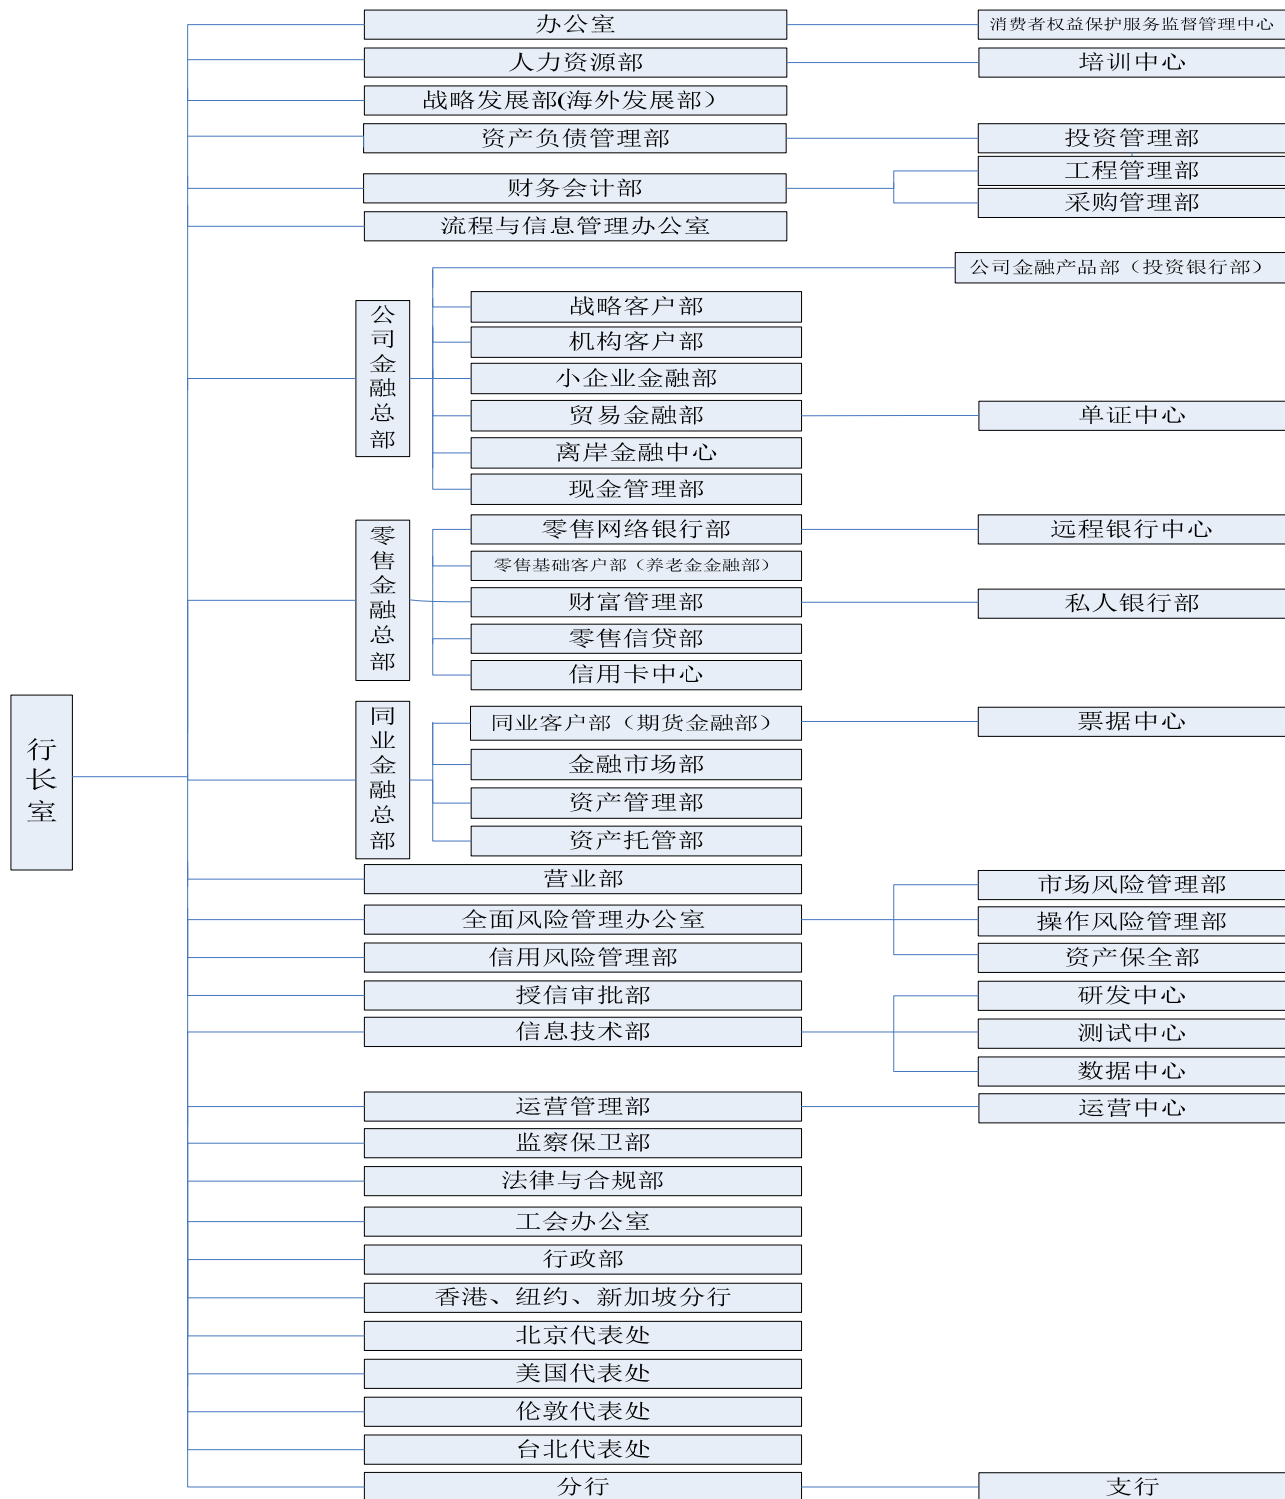 办公室
消费者权益保护服务监督管理中心
人力资源部
培训中心
战略发展部(海外发展部）
资产负债管理部
投资管理部
工程管理部
财务会计部
采购管理部
流程与信息管理办公室
公司金融产品部（投资银行部）
公司金融总部
战略客户部
机构客户部
小企业金融部
贸易金融部
单证中心
离岸金融中心
现金管理部
零售金融总部
零售网络银行部
远程银行中心
零售基础客户部（养老金金融部）
财富管理部
私人银行部
零售信贷部
信用卡中心
行长室
同业金融总部
同业客户部（期货金融部）
票据中心
金融市场部
资产管理部
资产托管部
营业部
市场风险管理部
全面风险管理办公室
操作风险管理部
信用风险管理部
资产保全部
授信审批部
研发中心
信息技术部
测试中心
数据中心
运营管理部
运营中心
监察保卫部
法律与合规部
工会办公室
行政部
香港、纽约、新加坡分行
北京代表处
美国代表处
伦敦代表处
台北代表处
分行
支行